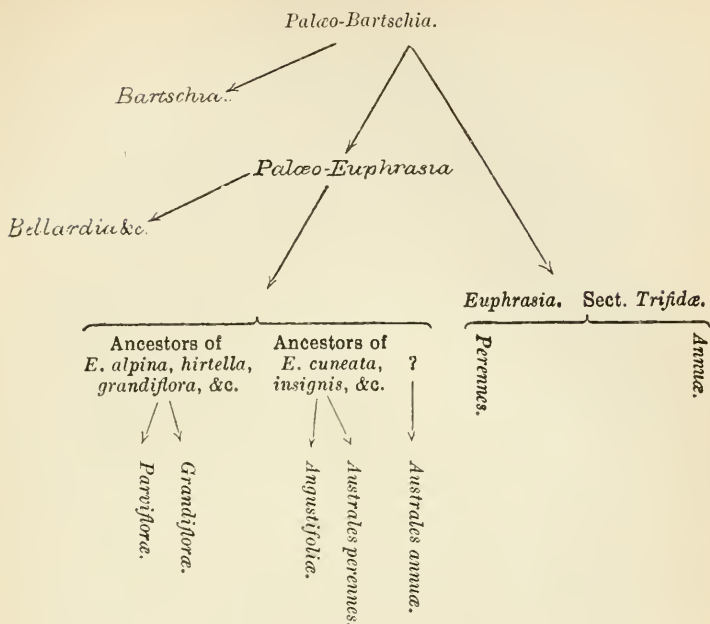 Palæo-Bartschia.
Bartschia..
Palæo-Euphrasia
Bellardia &c.
Euphrasia. Sect. Trifidæ.
Perennes.
Annuæ.
Ancestors of
E. alpina, hirtella,
grandiflora, &c.
Ancestors of
E. cuneata,
insignis, &c.
?
Parvifloræ.
Grandifloræ.
Angustifoliæ.
Australes perennes.
Australes annuæ.